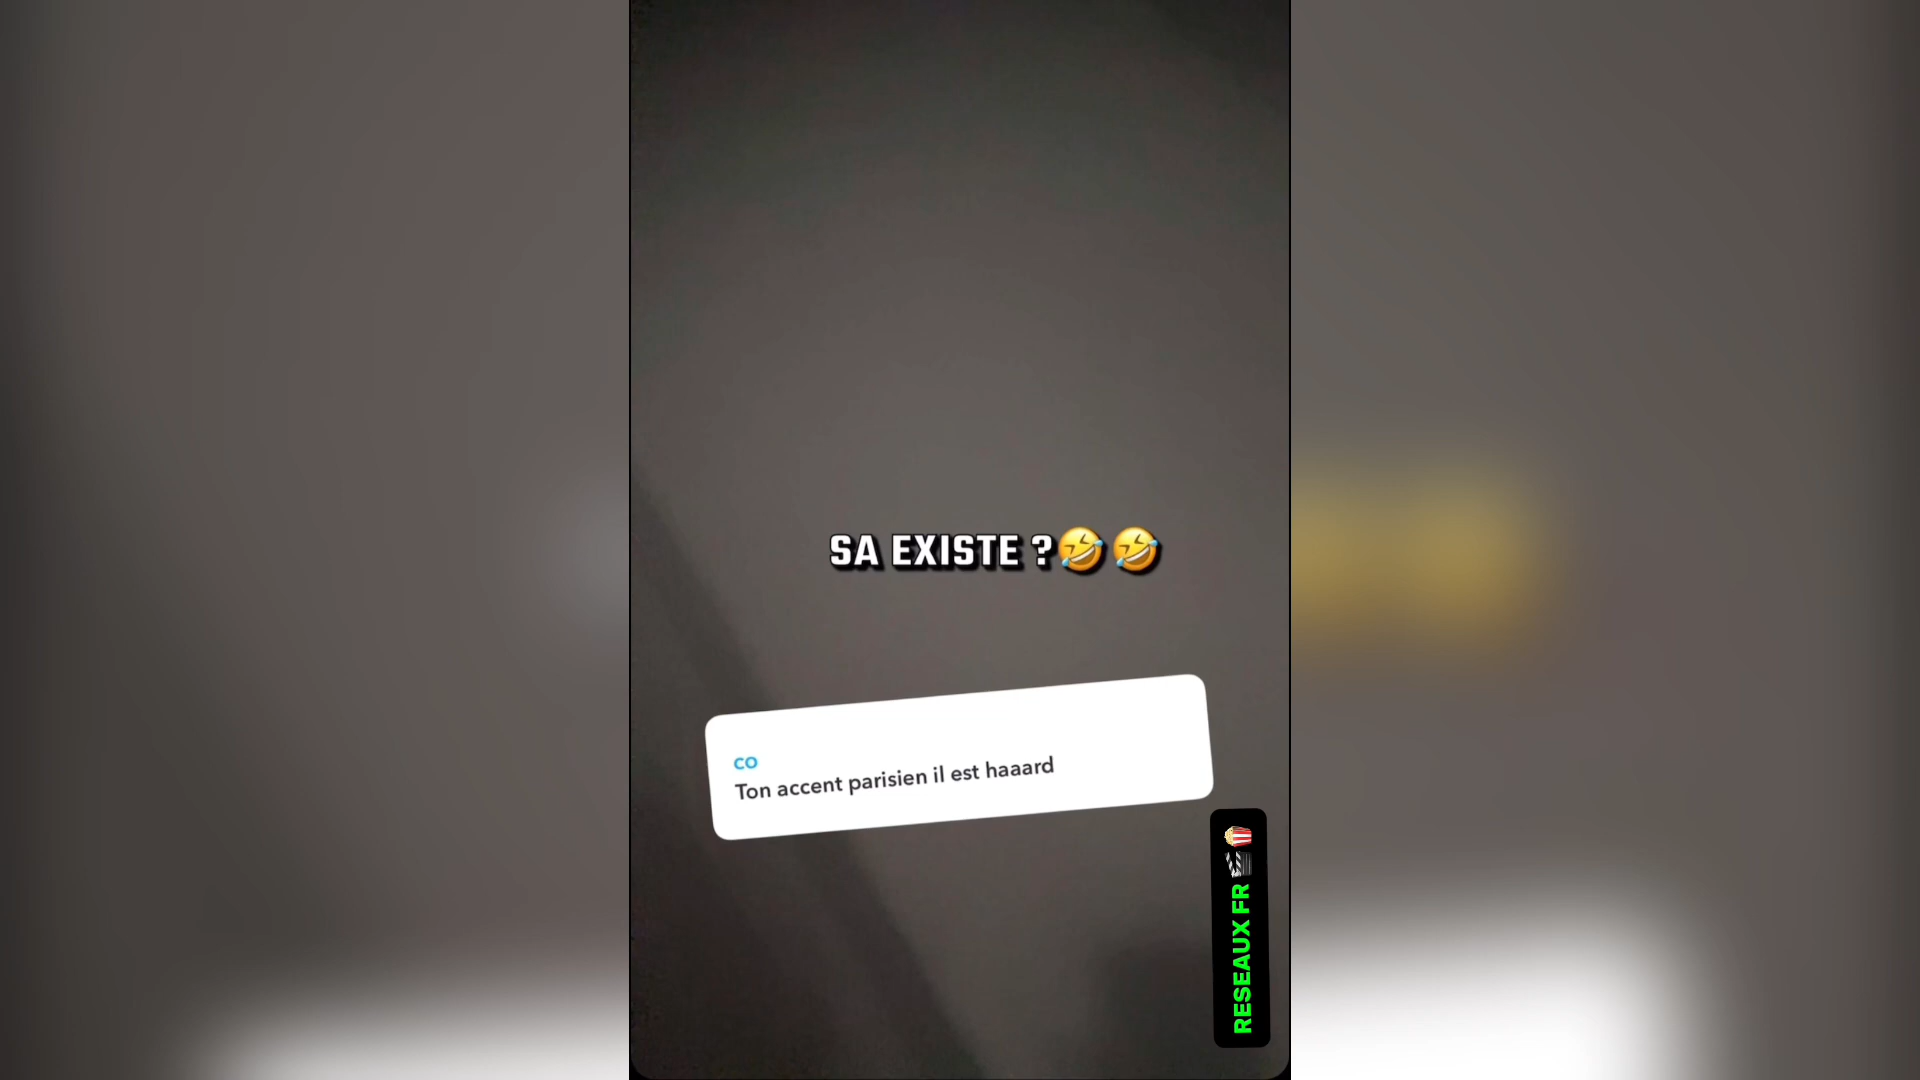 SA EXISTE ?🤣🤣
CO
Ton accent parisien il est haaard
RESEAUX FR🎬🍿